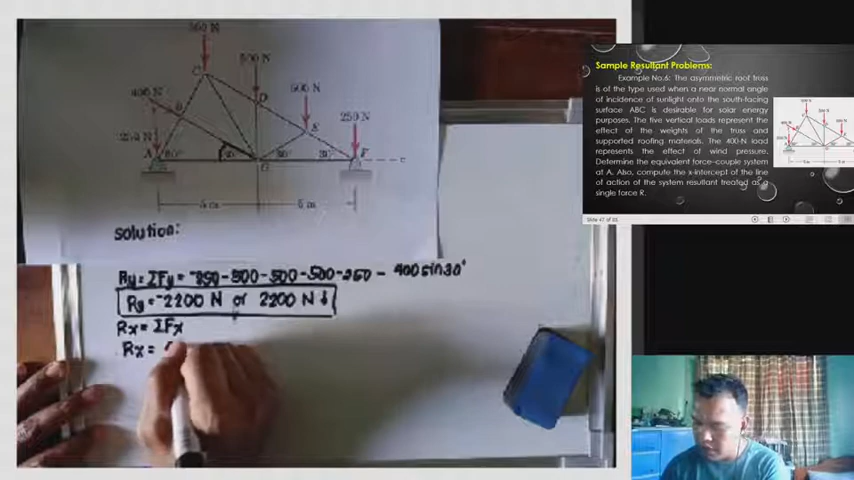 500 N
C
500 N
400 N
B
D
500 N
250 N
E
250 N
A
60°
30°
30°
30°
F
G
5 m
5 m
solution:
Ry = ΣFy = -250 - 500 - 500 - 500 - 250 - 400 sin 30°
Ry = -2200 N or 2200 N ↓
Rx = ΣFx
Rx =
Sample Resultant Problems:
Example No.6: The asymmetric roof truss
is of the type used when a near normal angle
of incidence of sunlight onto the south-facing
surface ABC is desirable for solar energy
purposes. The five vertical loads represent the
effect of the weights of the truss and
supported roofing materials. The 400-N load
represents the effect of wind pressure.
Determine the equivalent force-couple system
at A. Also, compute the x-intercept of the line
of action of the system resultant treated as a
single force R.